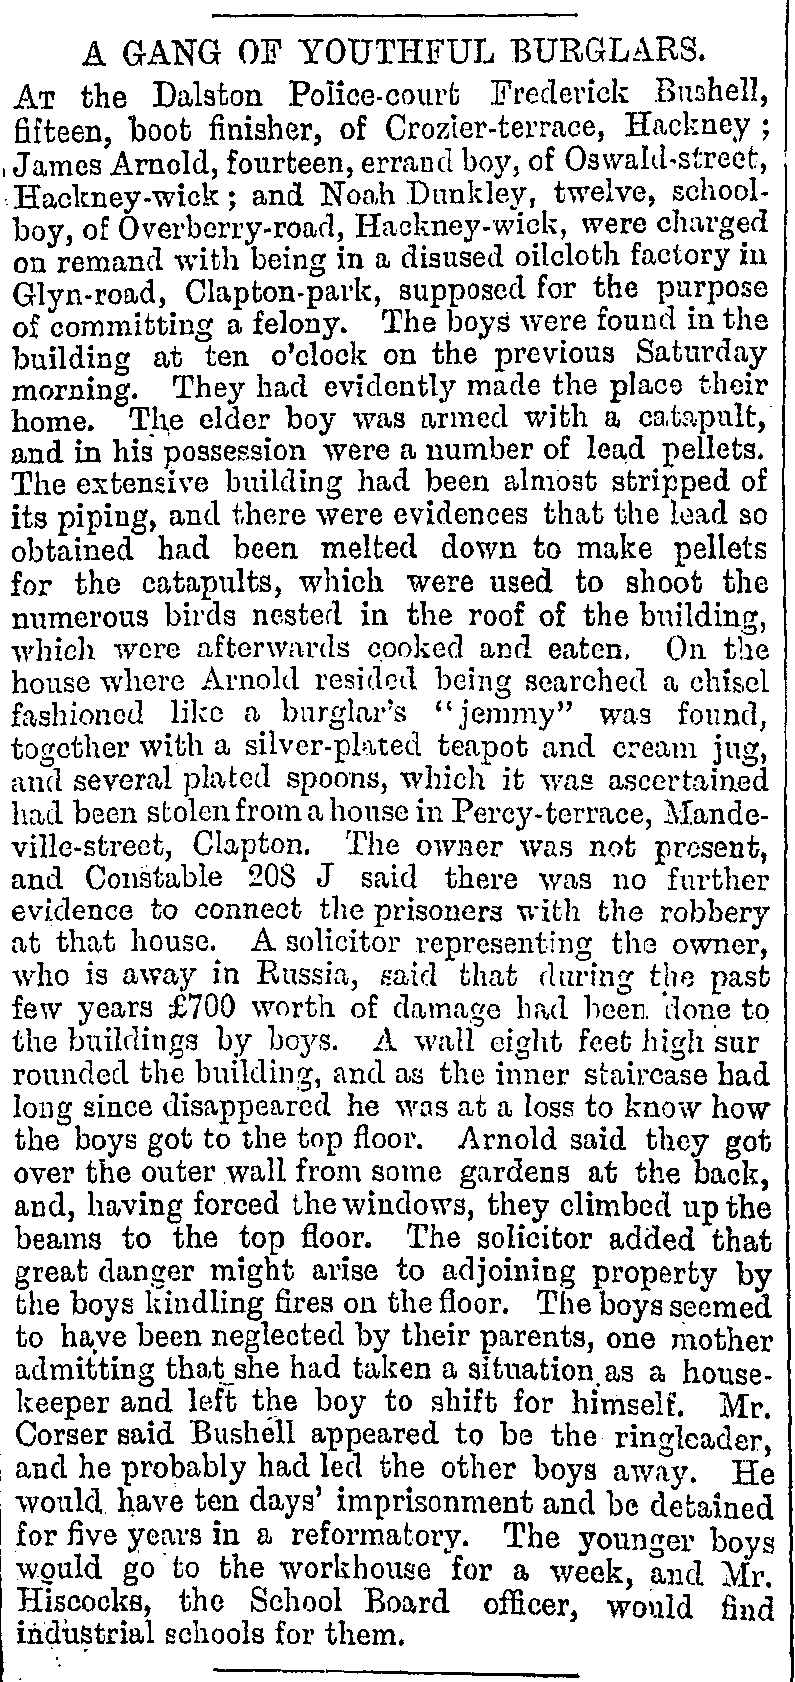 A GANG OF YOUTHFUL BURGLARS.
AT the Dalston Police-court Frederick Bushell,
fifteen, boot finisher, of Crozier-terrace, Hackney;
James Arnold, fourteen, errand boy, of Oswald-street,
Hackney-wick; and Noah Dunkley, twelve, school-
boy, of Overberry-road, Hackney-wick, were charged
on remand with being in a disused oilcloth factory in
Glyn-road, Clapton-park, supposed for the purpose
of committing a felony. The boys were found in the
building at ten o'clock on the previous Saturday
morning. They had evidently made the place their
home. The elder boy was armed with a catapult,
and in his possession were a number of lead pellets.
The extensive building had been almost stripped of
its piping, and there were evidences that the lead so
obtained had been melted down to make pellets
for the catapults, which were used to shoot the
numerous birds nested in the roof of the building,
which were afterwards cooked and eaten. On the
house where Arnold resided being searched a chisel
fashioned like a burglar's "jemmy" was found,
together with a silver-plated teapot and cream jug,
and several plated spoons, which it was ascertained
had been stolen from a house in Percy-terrace, Mande-
ville-street, Clapton. The owner was not present,
and Constable 208 J said there was no further
evidence to connect the prisoners with the robbery
at that house. A solicitor representing the owner,
who is away in Russia, said that during the past
few years £700 worth of damage had been done to
the buildings by boys. A wall eight feet high sur
rounded the building, and as the inner staircase had
long since disappeared he was at a loss to know how
the boys got to the top floor. Arnold said they got
over the outer wall from some gardens at the back,
and, having forced the windows, they climbed up the
beams to the top floor. The solicitor added that
great danger might arise to adjoining property by
the boys kindling fires on the floor. The boys seemed
to have been neglected by their parents, one mother
admitting that she had taken a situation as a house-
keeper and left the boy to shift for himself. Mr.
Corser said Bushell appeared to be the ringleader,
and he probably had led the other boys away. He
would have ten days' imprisonment and be detained
for five years in a reformatory. The younger boys
would go to the workhouse for a week, and Mr.
Hiscocks, the School Board officer, would find
industrial schools for them.